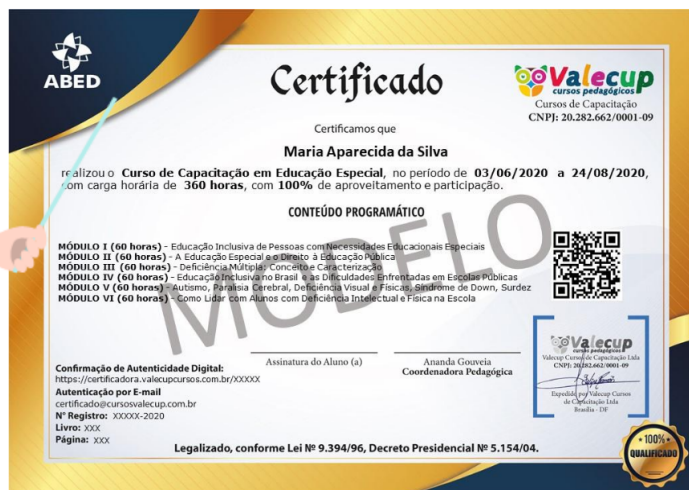 ABED
Certificado
Valecup
cursos pedagógicos
Cursos de Capacitação
CNPJ: 20.282.662/0001-09
Certificamos que
Maria Aparecida da Silva
realizou o Curso de Capacitação em Educação Especial, no período de 03/06/2020 a 24/08/2020,
com carga horária de 360 horas, com 100% de aproveitamento e participação.
CONTEÚDO PROGRAMÁTICO
MÓDULO I (60 horas) - Educação Inclusiva de Pessoas com Necessidades Educacionais Especiais
MÓDULO II (60 horas) - A Educação Especial e o Direito à Educação Pública
MÓDULO III (60 horas) - Deficiência Múltipla: Conceito e Caracterização
MÓDULO IV (60 horas) - Educação Inclusiva no Brasil e as Dificuldades Enfrentadas em Escolas Públicas
MÓDULO V (60 horas) - Autismo, Paralisia Cerebral, Deficiência Visual e Físicas, Síndrome de Down, Surdez
MÓDULO VI (60 horas) - Como Lidar com Alunos com Deficiência Intelectual e Física na Escola
MODELO
Assinatura do Aluno (a)
Ananda Gouveia
Coordenadora Pedagógica
Valecup
cursos pedagógicos
Valecup Cursos de Capacitação Ltda
CNPJ: 20.282.662/0001-09
Expedido por Valecup Cursos
de Capacitação Ltda
Brasília - DF
Confirmação de Autenticidade Digital:
https://certificadora.valecupcursos.com.br/XXXXX
Autenticação por E-mail
certificado@cursosvalecup.com.br
N° Registro: XXXXX-2020
Livro: XXX
Página: XXX
Legalizado, conforme Lei Nº 9.394/96, Decreto Presidencial Nº 5.154/04.
100%
QUALIFICADO